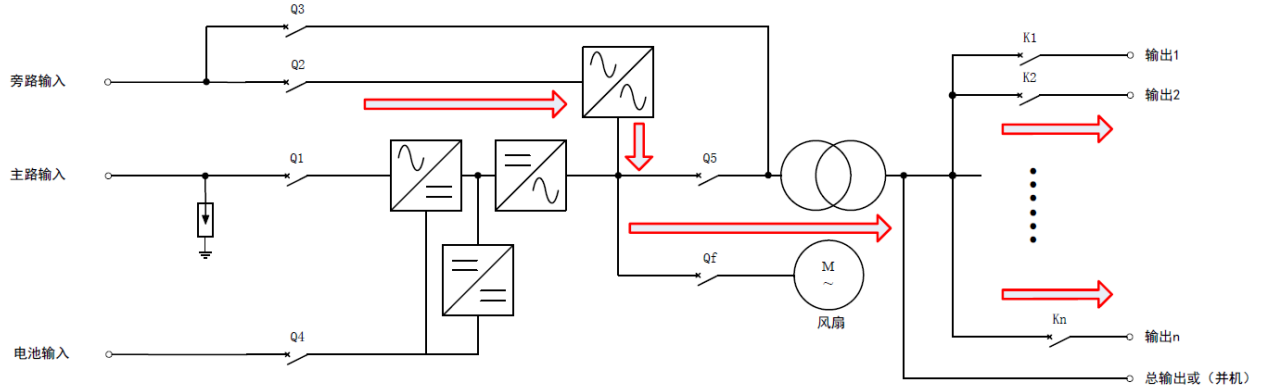 Q3
K1
旁路输入
Q2
输出1
K2
输出2
主路输入
Q1
Q5
Qf
M
~
风扇
电池输入
Q4
Kn
输出n
总输出或（并机）